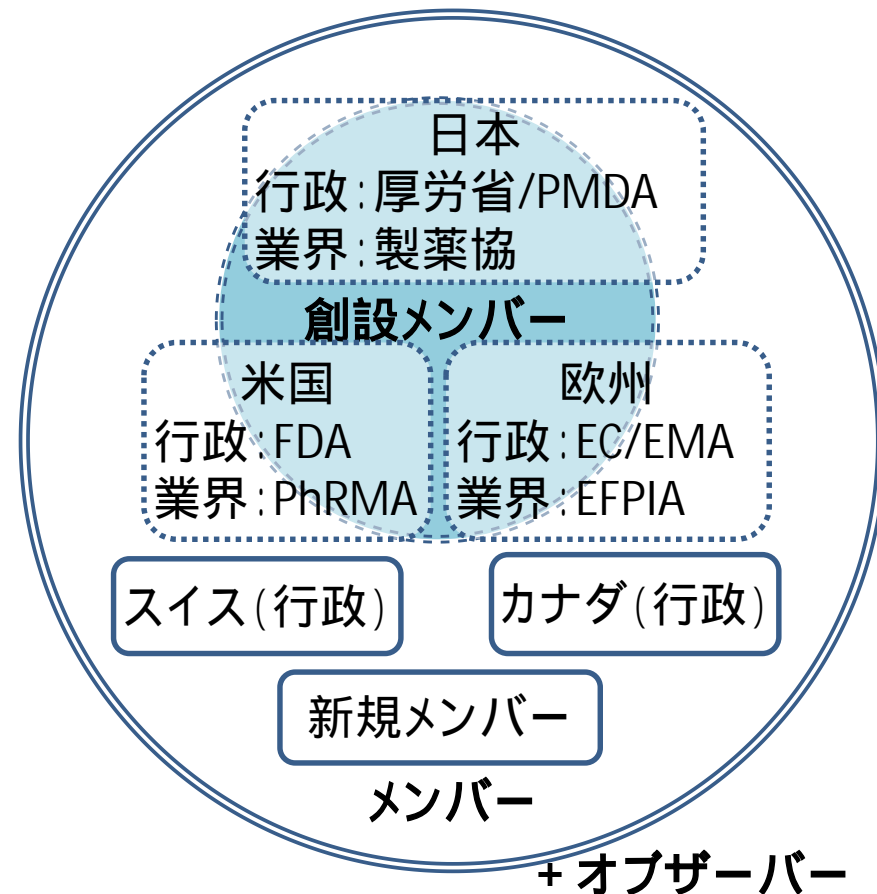 日本
行政:厚労省/PMDA
業界:製薬協
創設メンバー
米国
行政:FDA
業界:PhRMA
欧州
行政:EC/EMA
業界:EFPIA
スイス(行政)
カナダ(行政)
新規メンバー
メンバー
+ オブザーバー